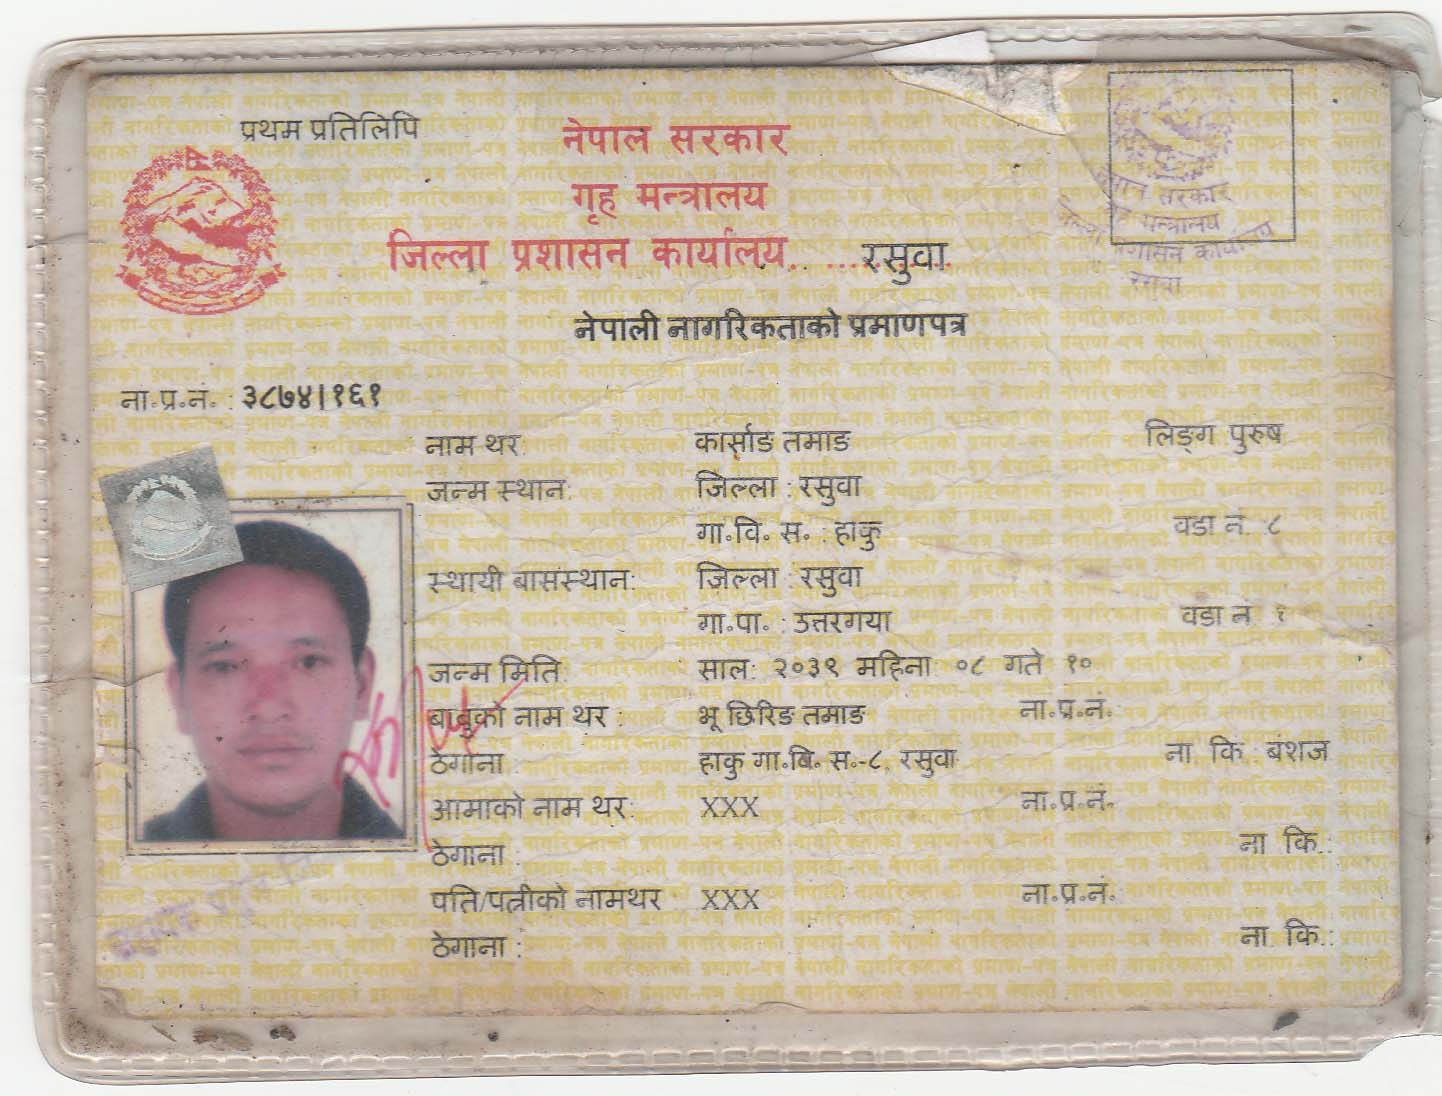 प्रथम प्रतिलिपि
नेपाल सरकार
गृह मन्त्रालय
जिल्ला प्रशासन कार्यालय, रसुवा
नेपाली नागरिकताको प्रमाणपत्र
ना.प्र.नं. : ३८७४।१६१
नाम थर कार्साङ तमाङ लिङ्ग पुरुष
जन्म स्थान: जिल्ला : रसुवा
गा.वि. स. : हाकु वडा नं. ८
स्थायी बासस्थान: जिल्ला : रसुवा
गा.पा. : उत्तरगया वडा नं १
जन्म मिति: साल: २०३९ महिना ०८ गते १०
बाबुको नाम थर : भू छिरिङ तमाङ ना.प्र.नं.
ठेगाना : हाकु गा.बि. स.-८, रसुवा ना. कि. बंशज
आमाको नाम थर: XXX ना.प्र.नं.
ठेगाना : ना. कि.:
पति/पत्नीको नामथर XXX ना.प्र.नं.
ठेगाना : ना. कि.:
सरकार
मन्त्रालय
प्रशासन कार्यालय
रसुवा